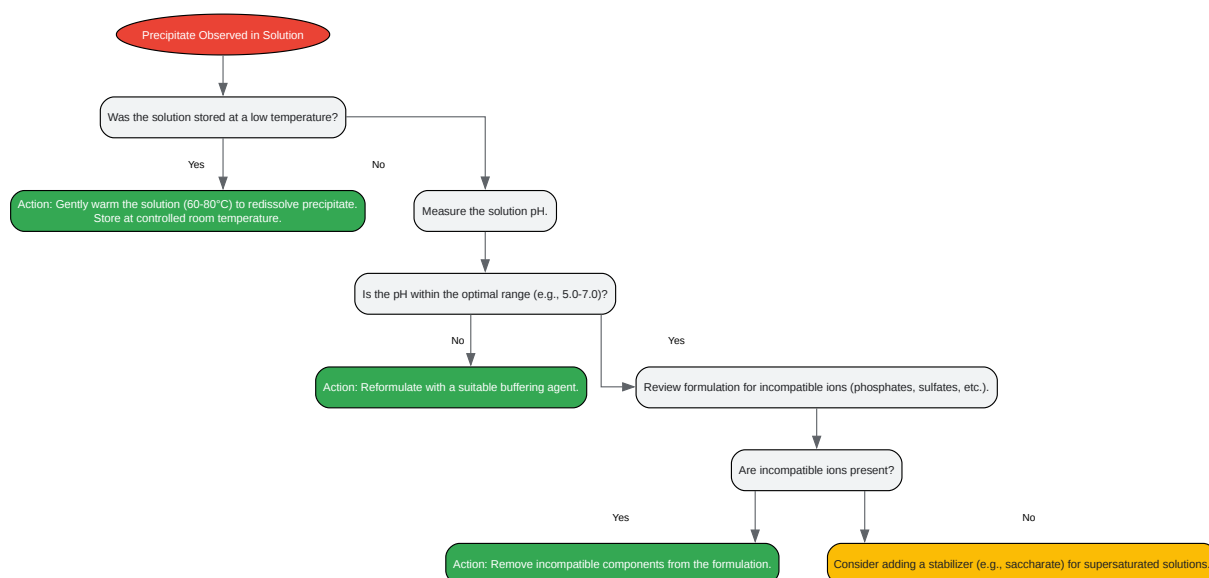 Precipitate Observed in Solution
Was the solution stored at a low temperature?
Yes
No
Action: Gently warm the solution (60-80°C) to redissolve precipitate.
Store at controlled room temperature.
Measure the solution pH.
Is the pH within the optimal range (e.g., 5.0-7.0)?
No
Yes
Action: Reformulate with a suitable buffering agent.
Review formulation for incompatible ions (phosphates, sulfates, etc.).
Are incompatible ions present?
Yes
No
Action: Remove incompatible components from the formulation.
Consider adding a stabilizer (e.g., saccharate) for supersaturated solutions.